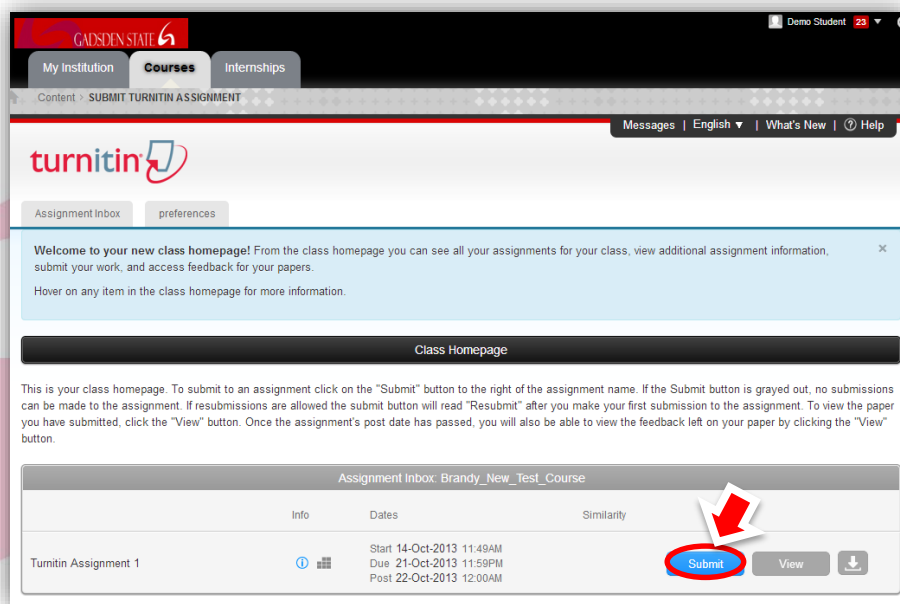 GADSDEN STATE
Demo Student 23
My Institution Courses Internships
Content > SUBMIT TURNITIN ASSIGNMENT
Messages | English | What's New | ? Help
turnitin
Assignment Inbox preferences
Welcome to your new class homepage! From the class homepage you can see all your assignments for your class, view additional assignment information,
submit your work, and access feedback for your papers.
Hover on any item in the class homepage for more information.
Class Homepage
This is your class homepage. To submit to an assignment click on the "Submit" button to the right of the assignment name. If the Submit button is grayed out, no submissions
can be made to the assignment. If resubmissions are allowed the submit button will read "Resubmit" after you make your first submission to the assignment. To view the paper
you have submitted, click the "View" button. Once the assignment's post date has passed, you will also be able to view the feedback left on your paper by clicking the "View"
button.
Assignment Inbox: Brandy_New_Test_Course
Info Dates Similarity
Turnitin Assignment 1
Start 14-Oct-2013 11:49AM
Due 21-Oct-2013 11:59PM
Post 22-Oct-2013 12:00AM
Submit View